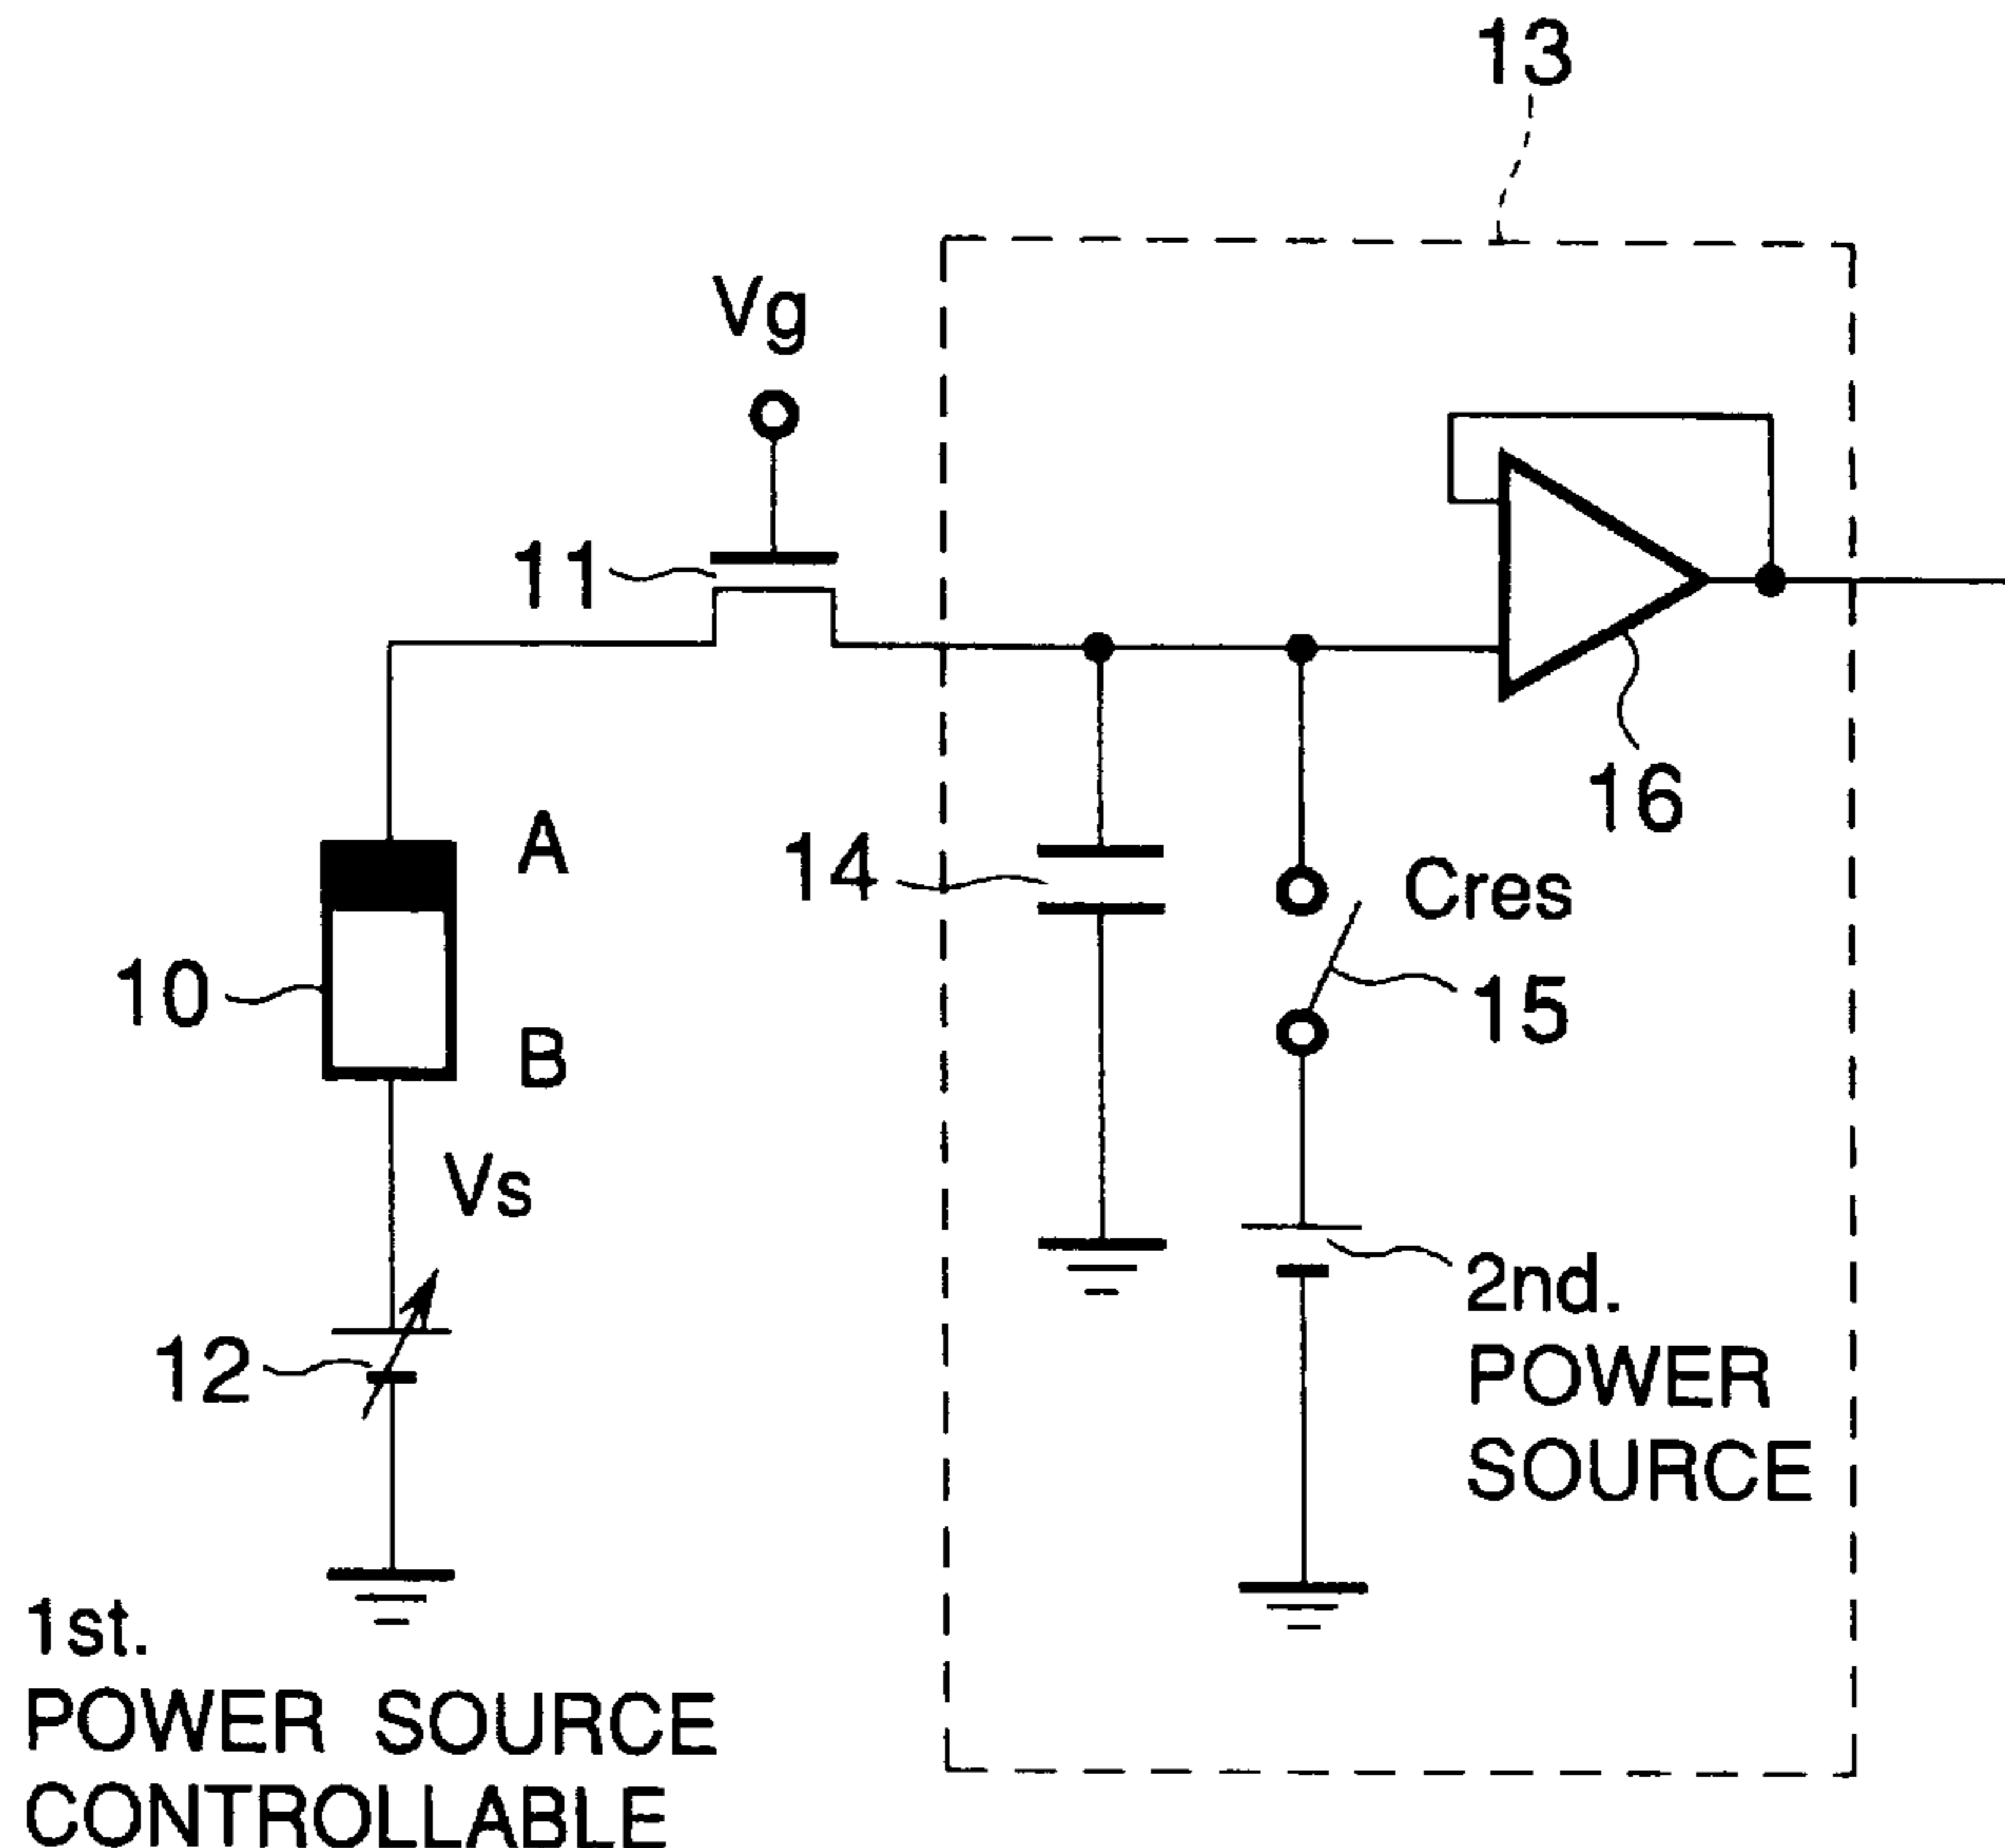 13
Vg
11
16
A
14
Cres
10
15
B
Vs
2nd.
POWER
SOURCE
12
1st.
POWER SOURCE
CONTROLLABLE